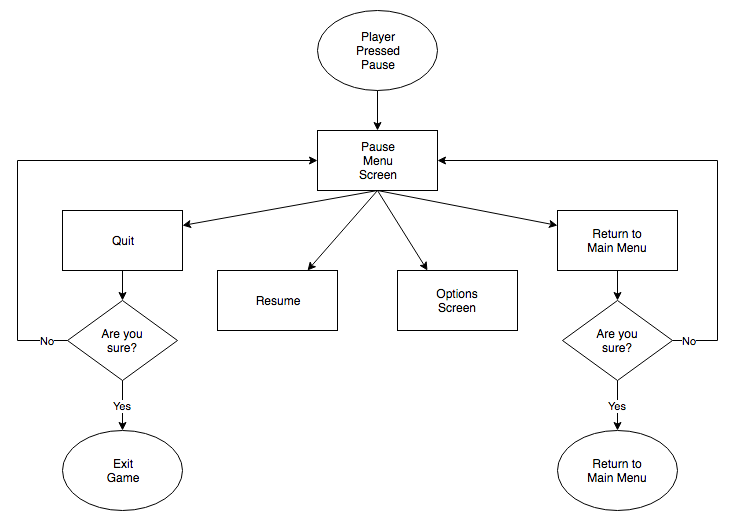 Player
Pressed
Pause
Pause
Menu
Screen
Quit
Return to
Main Menu
Resume
Options
Screen
Are you
sure?
No
Are you
sure?
No
Yes
Yes
Exit
Game
Return to
Main Menu